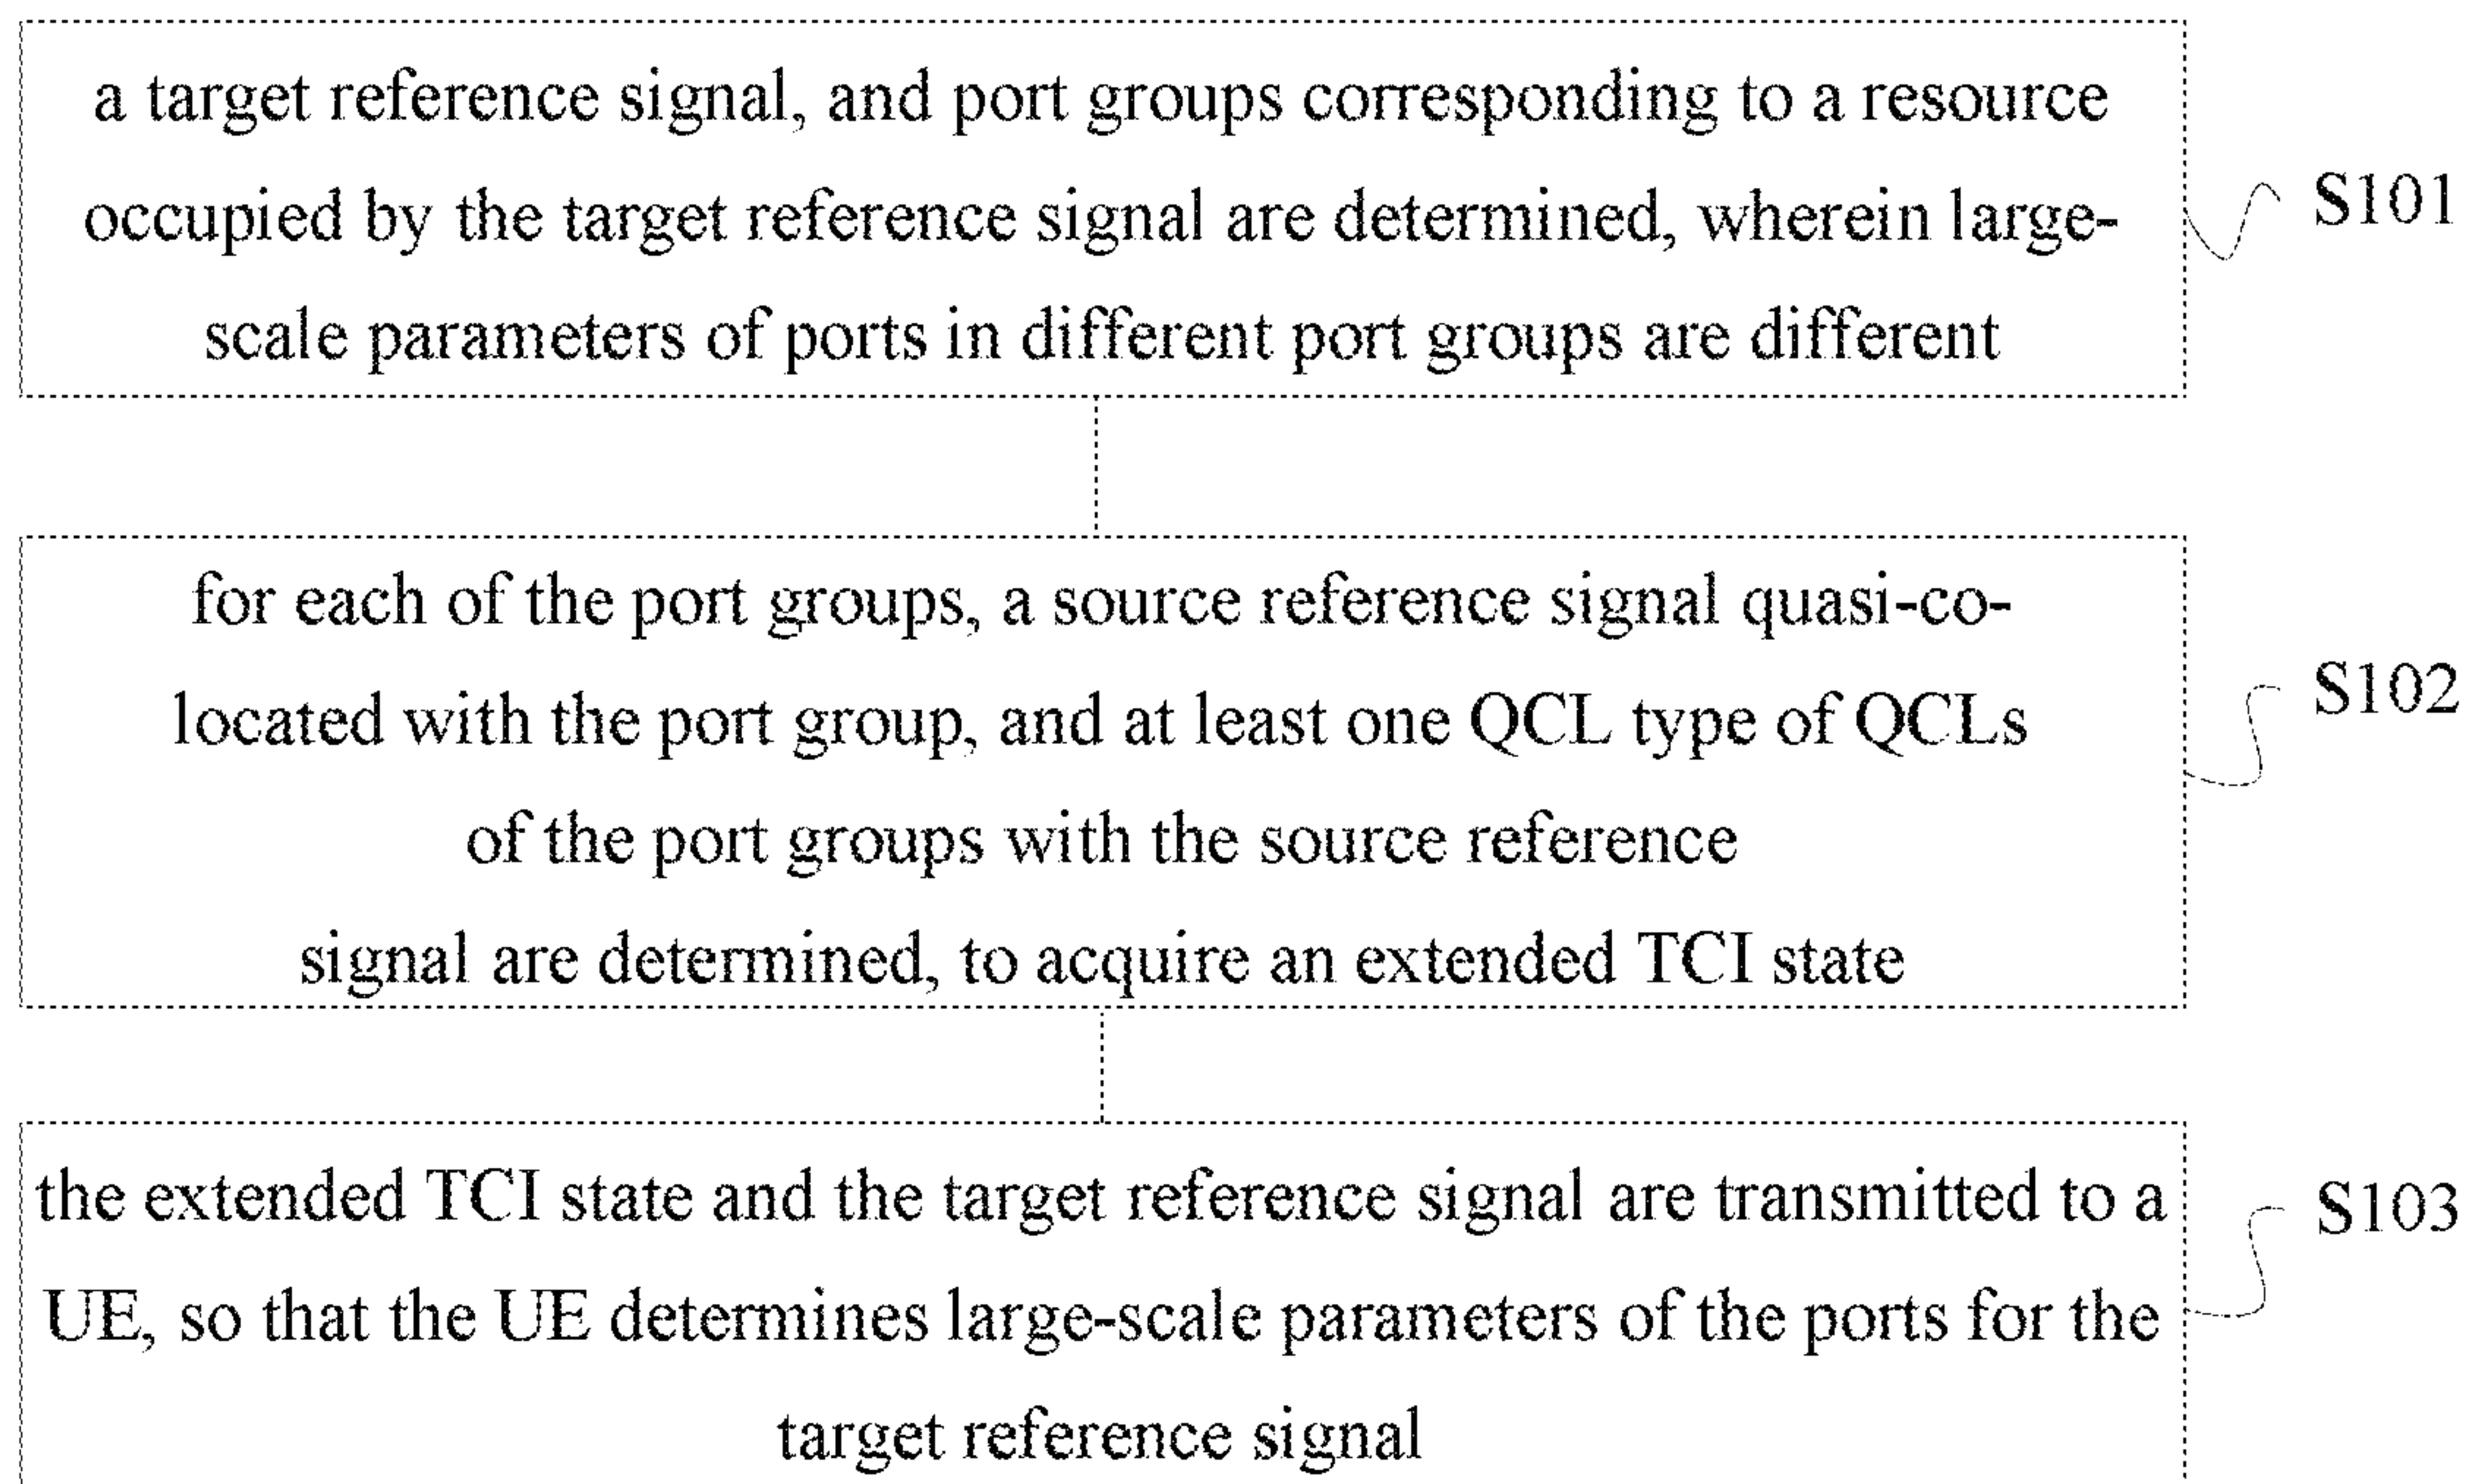 a target reference signal, and port groups corresponding to a resource
occupied by the target reference signal are determined, wherein large-
scale parameters of ports in different port groups are different
S101
for each of the port groups, a source reference signal quasi-co-
located with the port group, and at least one QCL type of QCLs
of the port groups with the source reference
signal are determined, to acquire an extended TCI state
S102
the extended TCI state and the target reference signal are transmitted to a
UE, so that the UE determines large-scale parameters of the ports for the
target reference signal
S103